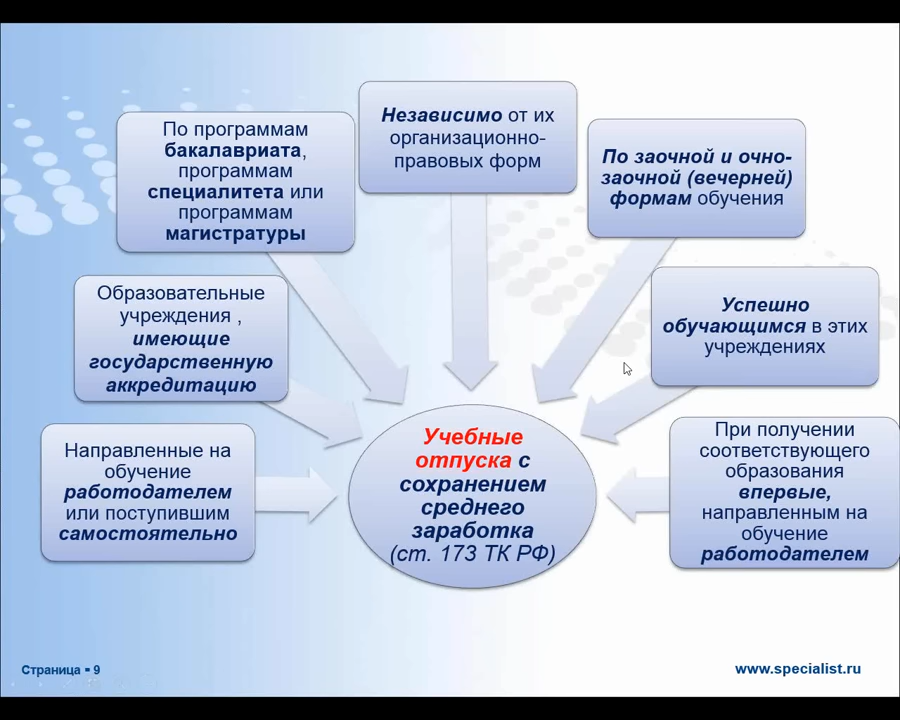 Независимо от их
организационно-
правовых форм
По программам
бакалавриата,
программам
специалитета или
программам
магистратуры
По заочной и очно-
заочной (вечерней)
формам обучения
Образовательные
учреждения ,
имеющие
государственную
аккредитацию
Успешно
обучающимся в этих
учреждениях
Направленные на
обучение
работодателем
или поступившим
самостоятельно
Учебные
отпуска с
сохранением
среднего
заработка
(ст. 173 ТК РФ)
При получении
соответствующего
образования
впервые,
направленным на
обучение
работодателем
Страница ▪ 9
www.specialist.ru